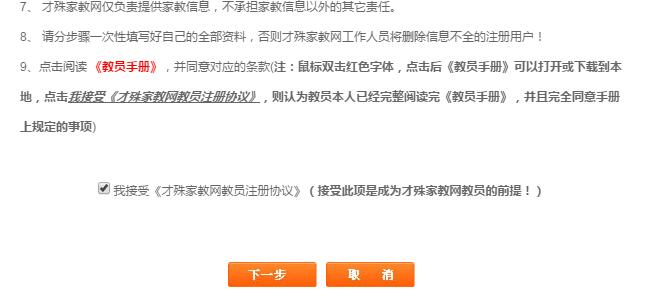 7、 才殊家教网仅负责提供家教信息，不承担家教信息以外的其它责任。
8、 请分步骤一次性填写好自己的全部资料，否则才殊家教网工作人员将删除信息不全的注册用户！
9、点击阅读 《教员手册》 ，并同意对应的条款(注：鼠标双击红色字体，点击后《教员手册》可以打开或下载到本
地，点击我接受《才殊家教网教员注册协议》，则认为教员本人已经完整阅读完《教员手册》，并且完全同意手册
上规定的事项)
我接受《才殊家教网教员注册协议》（接受此项是成为才殊家教网教员的前提！）
下一步 取 消